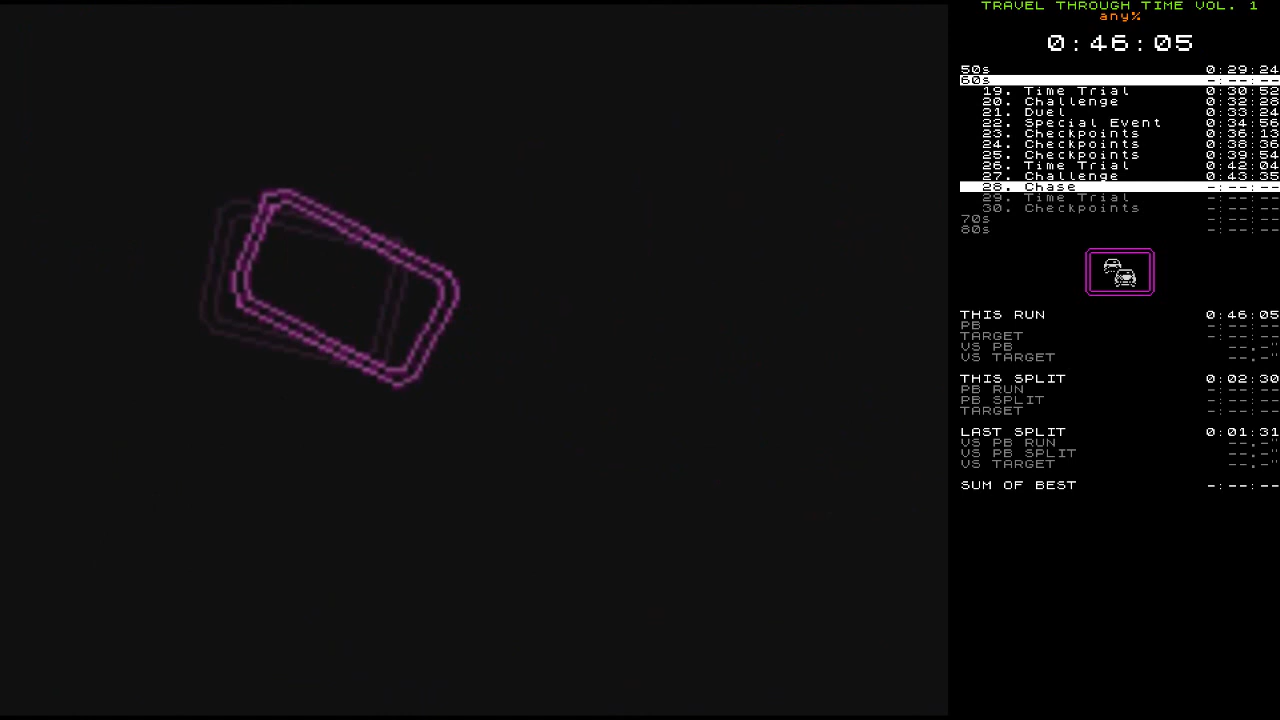 TRAVEL THROUGH TIME VOL. 1
any%
0:46:05
50s 0:29:24
60s -:--:--
19. Time Trial 0:30:52
20. Challenge 0:32:28
21. Duel 0:33:24
22. Special Event 0:34:56
23. Checkpoints 0:36:13
24. Checkpoints 0:38:36
25. Checkpoints 0:39:54
26. Time Trial 0:42:04
27. Challenge 0:43:35
28. Chase -:--:--
29. Time Trial -:--:--
30. Checkpoints -:--:--
70s -:--:--
80s -:--:--
THIS RUN 0:46:05
PB -:--:--
TARGET -:--:--
VS PB --.-"
VS TARGET --.-"
THIS SPLIT 0:02:30
PB RUN -:--:--
PB SPLIT -:--:--
TARGET -:--:--
LAST SPLIT 0:01:31
VS PB RUN --.-"
VS PB SPLIT --.-"
VS TARGET --.-"
SUM OF BEST -:--:--